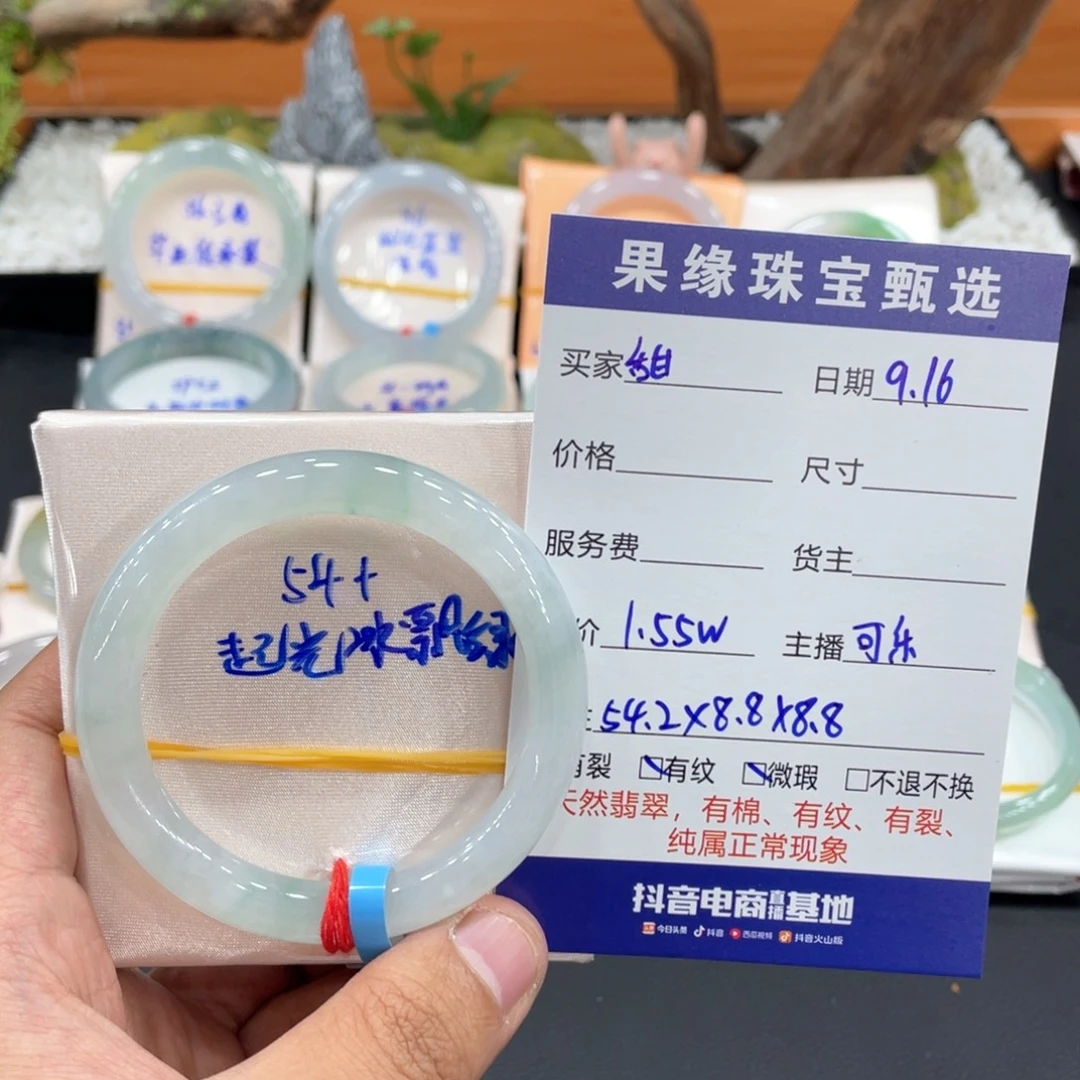 果缘珠宝甄选
买家 日期 9.16
价格 尺寸
服务费 货主
价 1.55W 主播 可乐
54.2X8.8X8.8
有裂 有纹 微瑕 不退不换
天然翡翠，有棉、有纹、有裂、
纯属正常现象
抖音电商直播基地
今日头条 抖音 西瓜视频 抖音火山版
54+
起光冰飘绿